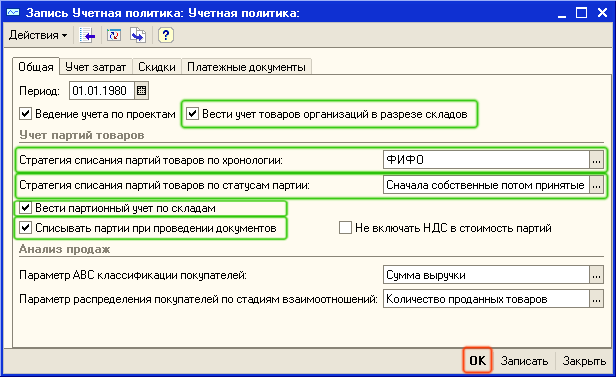 Запись Учетная политика: Учетная политика:
Действия
Общая Учет затрат Скидки Платежные документы
Период: 01.01.1980
Ведение учета по проектам Вести учет товаров организаций в разрезе складов
Учет партий товаров
Стратегия списания партий товаров по хронологии: ФИФО ...
Стратегия списания партий товаров по статусам партии: Сначала собственные потом принятые ...
Вести партионный учет по складам
Списывать партии при проведении документов Не включать НДС в стоимость партий
Анализ продаж
Параметр ABC классификации покупателей: Сумма выручки ...
Параметр распределения покупателей по стадиям взаимоотношений: Количество проданных товаров ...
OK Записать Закрыть